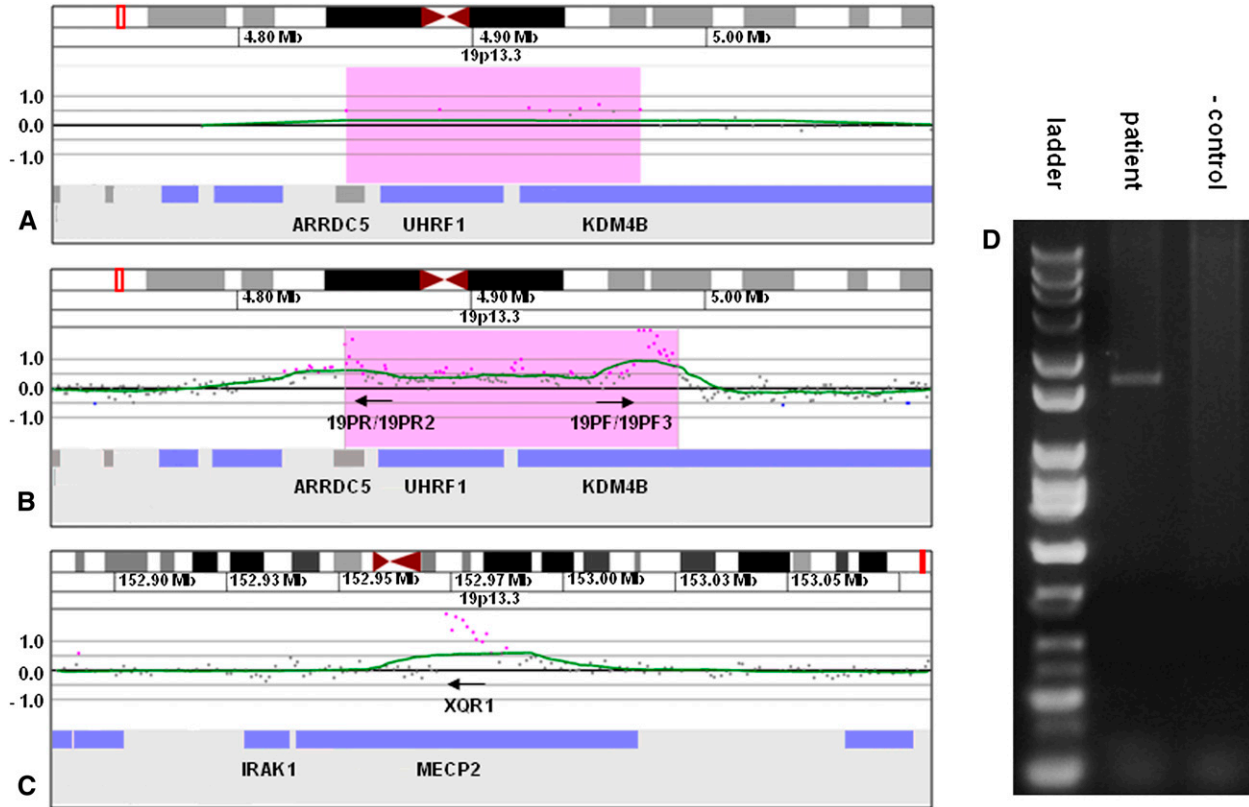 4.80 Mb 4.90 Mb 5.00 Mb
19p13.3
1.0
0.0
- 1.0
ARRDC5 UHRF1 KDM4B
A
4.80 Mb 4.90 Mb 5.00 Mb
19p13.3
1.0
0.0
- 1.0
19PR/19PR2 19PF/19PF3
ARRDC5 UHRF1 KDM4B
B
152.90 Mb 152.93 Mb 152.95 Mb 152.97 Mb 153.00 Mb 153.03 Mb 153.05 Mb
19p13.3
1.0
0.0
- 1.0
XQR1
IRAK1 MECP2
C
ladder
patient
- control
D